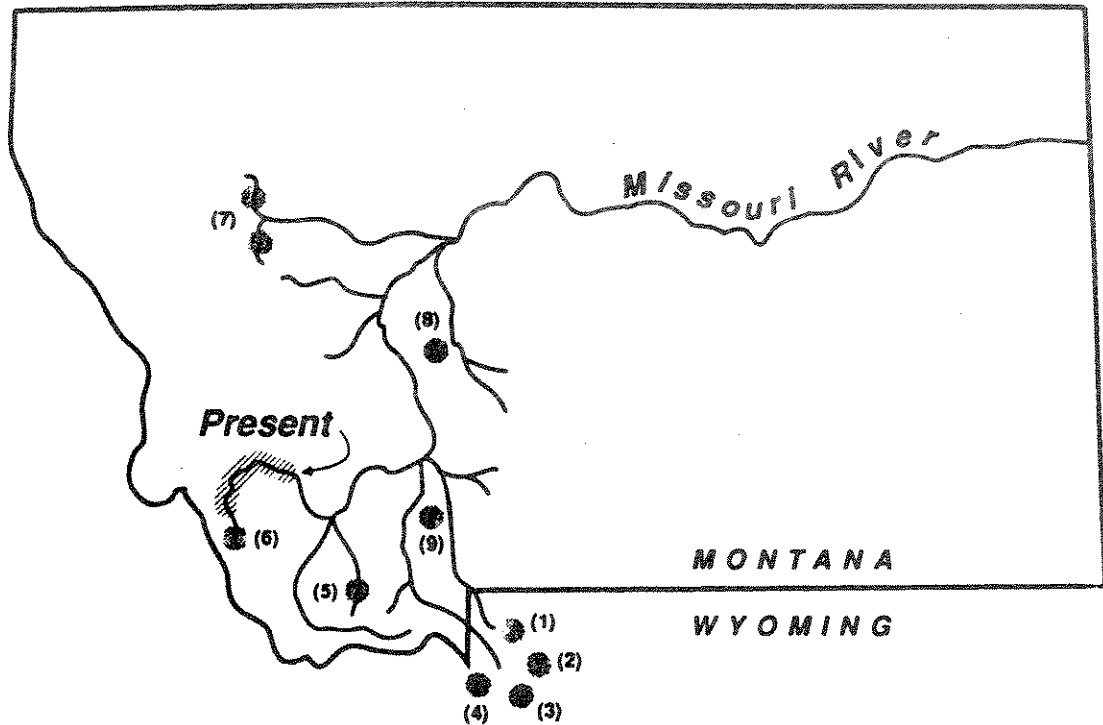 Missouri River
(7)
(8)
Present
(6)
(9)
(5)
MONTANA
WYOMING
(1)
(2)
(4)
(3)